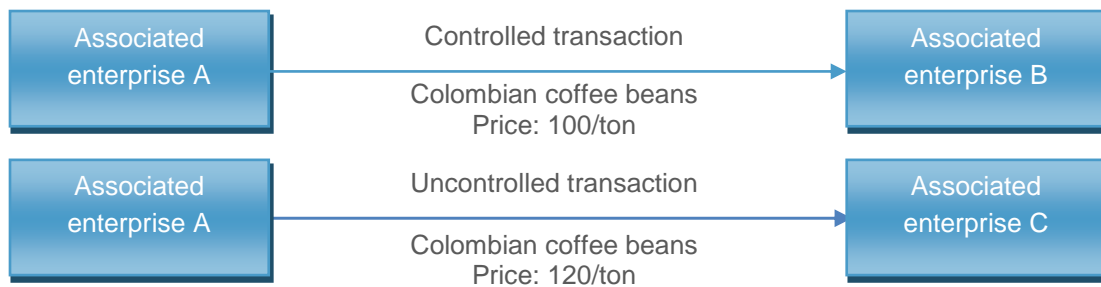 Associated
enterprise A
Controlled transaction
Colombian coffee beans
Price: 100/ton
Associated
enterprise B
Associated
enterprise A
Uncontrolled transaction
Colombian coffee beans
Price: 120/ton
Associated
enterprise C